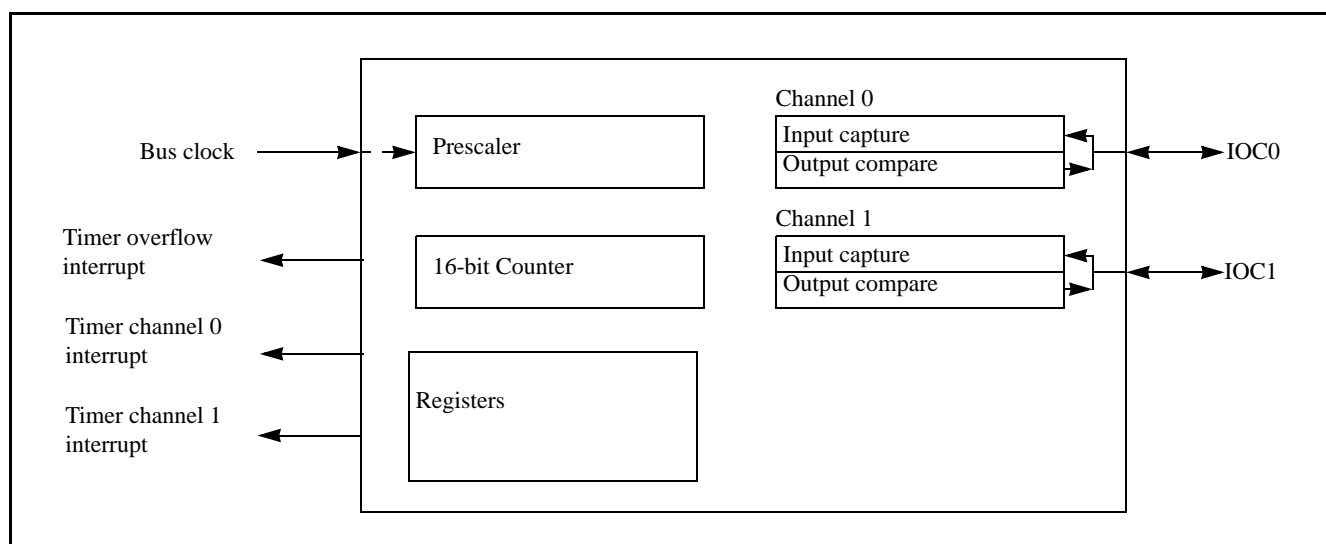 Bus clock
Timer overflow
interrupt
Timer channel 0
interrupt
Timer channel 1
interrupt
Prescaler
16-bit Counter
Registers
Channel 0
Input capture
Output compare
Channel 1
Input capture
Output compare
IOC0
IOC1